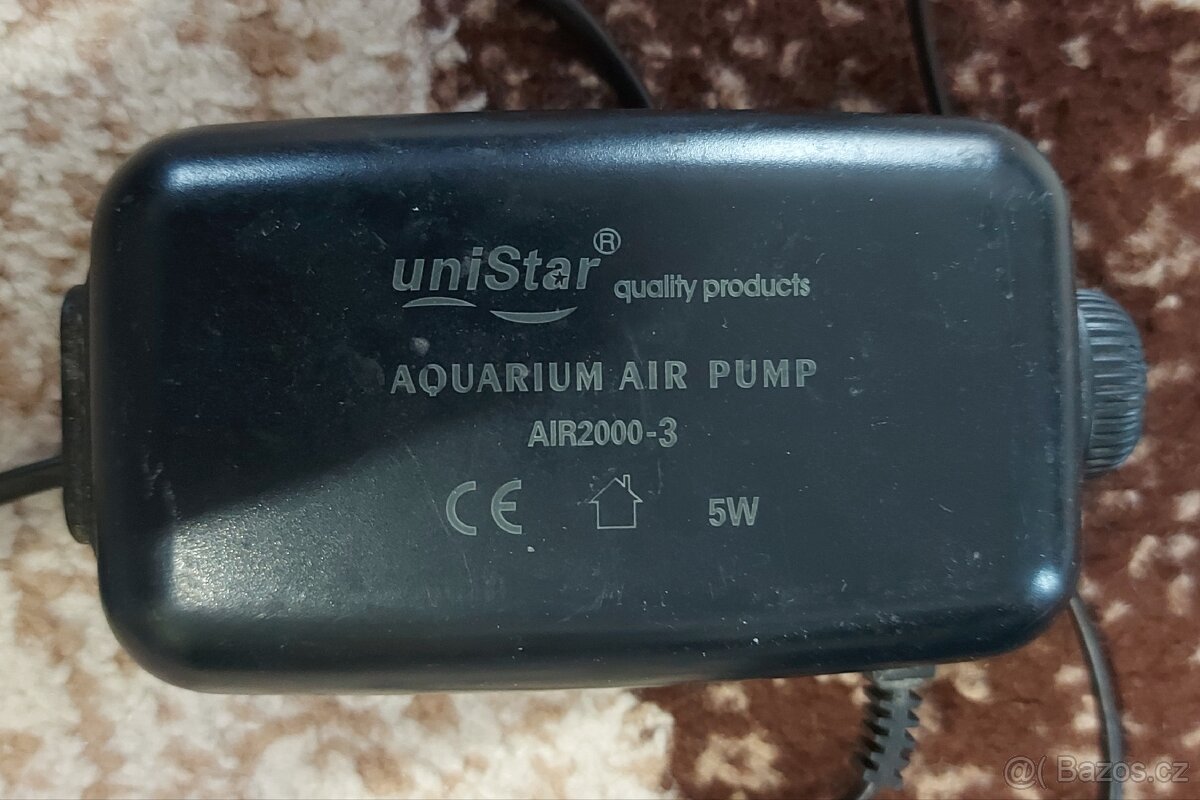 uniStar® quality products
AQUARIUM AIR PUMP
AIR2000-3
CE 5W
@( Bazos.cz